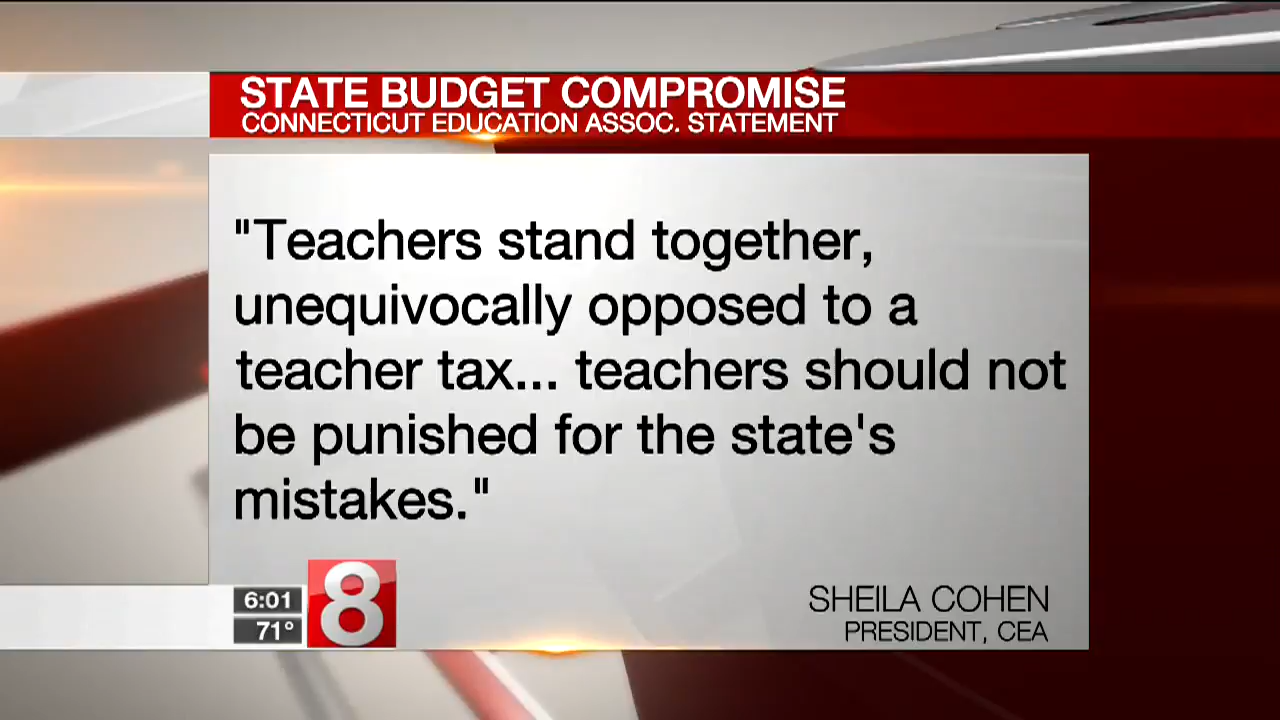 STATE BUDGET COMPROMISE
CONNECTICUT EDUCATION ASSOC. STATEMENT
"Teachers stand together,
unequivocally opposed to a
teacher tax... teachers should not
be punished for the state's
mistakes."
SHEILA COHEN
PRESIDENT, CEA
6:01
71°
8